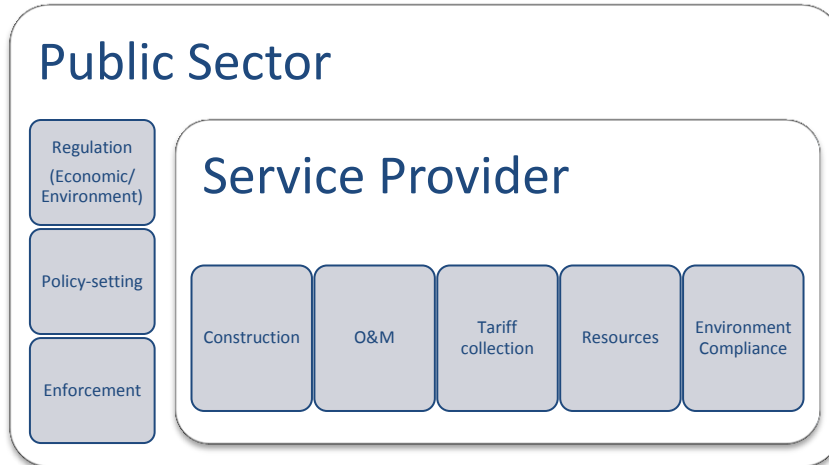 Public Sector
Regulation
(Economic/
Environment)
Policy-setting
Enforcement
Service Provider
Construction
O&M
Tariff
collection
Resources
Environment
Compliance